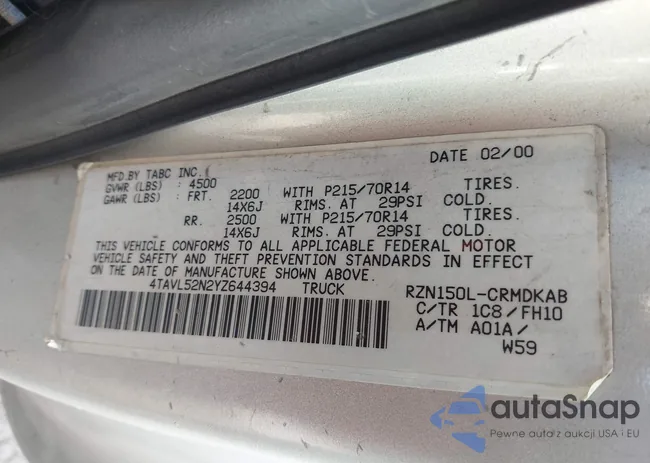 MFD.BY TABC INC.( DATE 02/00
GVWR (LBS) : 4500
GAWR (LBS) : FRT. 2200 WITH P215/70R14 TIRES.
14X6J RIMS. AT 29PSI COLD.
RR. 2500 WITH P215/70R14 TIRES.
14X6J RIMS. AT 29PSI COLD.
THIS VEHICLE CONFORMS TO ALL APPLICABLE FEDERAL MOTOR
VEHICLE SAFETY AND THEFT PREVENTION STANDARDS IN EFFECT
ON THE DATE OF MANUFACTURE SHOWN ABOVE.
4TAVL52N2YZ644394 TRUCK RZN150L-CRMDKAB
C/TR 1C8/FH10
A/TM A01A/
W59
autaSnap
Pewne auta z aukcji USA i EU